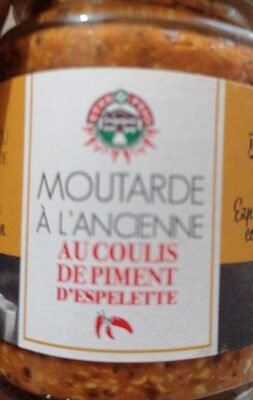 MOUTARDE
À L'ANCIENNE
AU COULIS
DE PIMENT
D'ESPELETTE